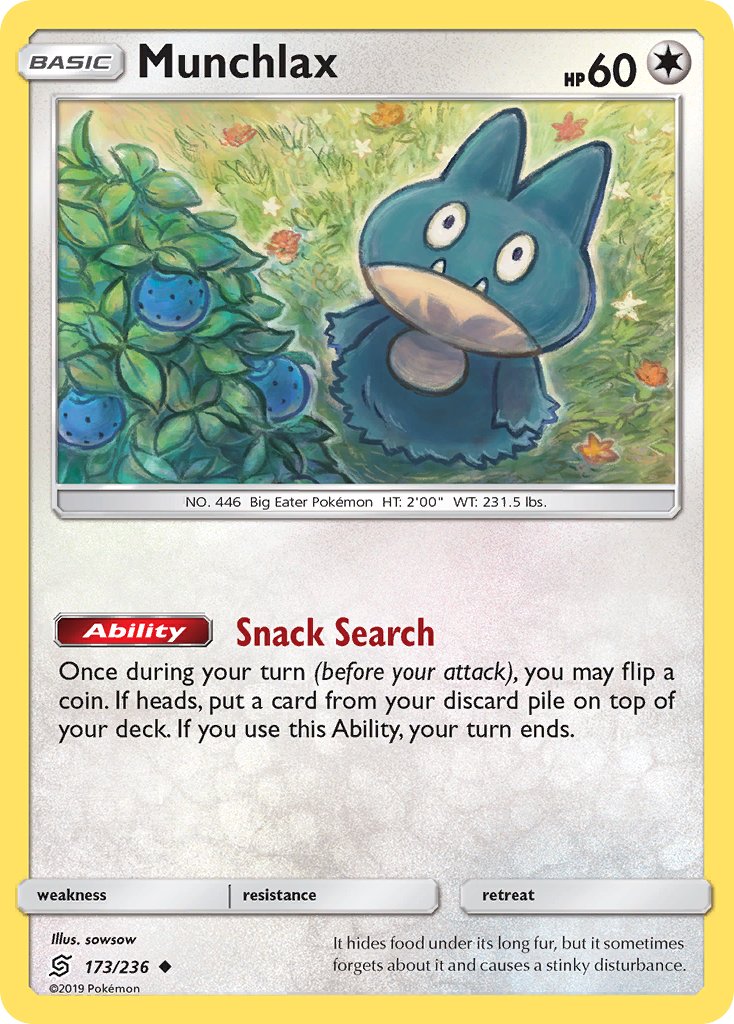 BASIC Munchlax HP 60
NO. 446 Big Eater Pokémon HT: 2'00" WT: 231.5 lbs.
Ability Snack Search
Once during your turn (before your attack), you may flip a
coin. If heads, put a card from your discard pile on top of
your deck. If you use this Ability, your turn ends.
weakness resistance retreat
Illus. sowsow
173/236
©2019 Pokémon
It hides food under its long fur, but it sometimes
forgets about it and causes a stinky disturbance.